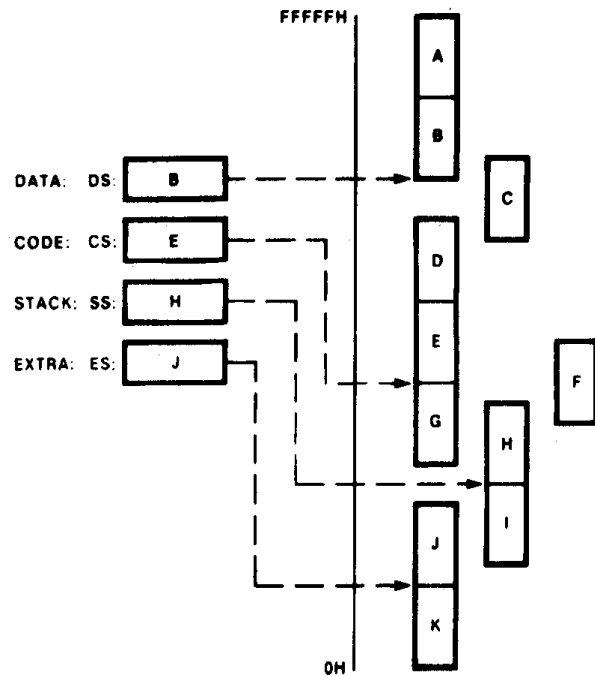 FFFFFH
A
B
DATA: DS: B
C
CODE: CS: E
D
STACK: SS: H
E
EXTRA: ES: J
F
G
H
I
J
K
0H